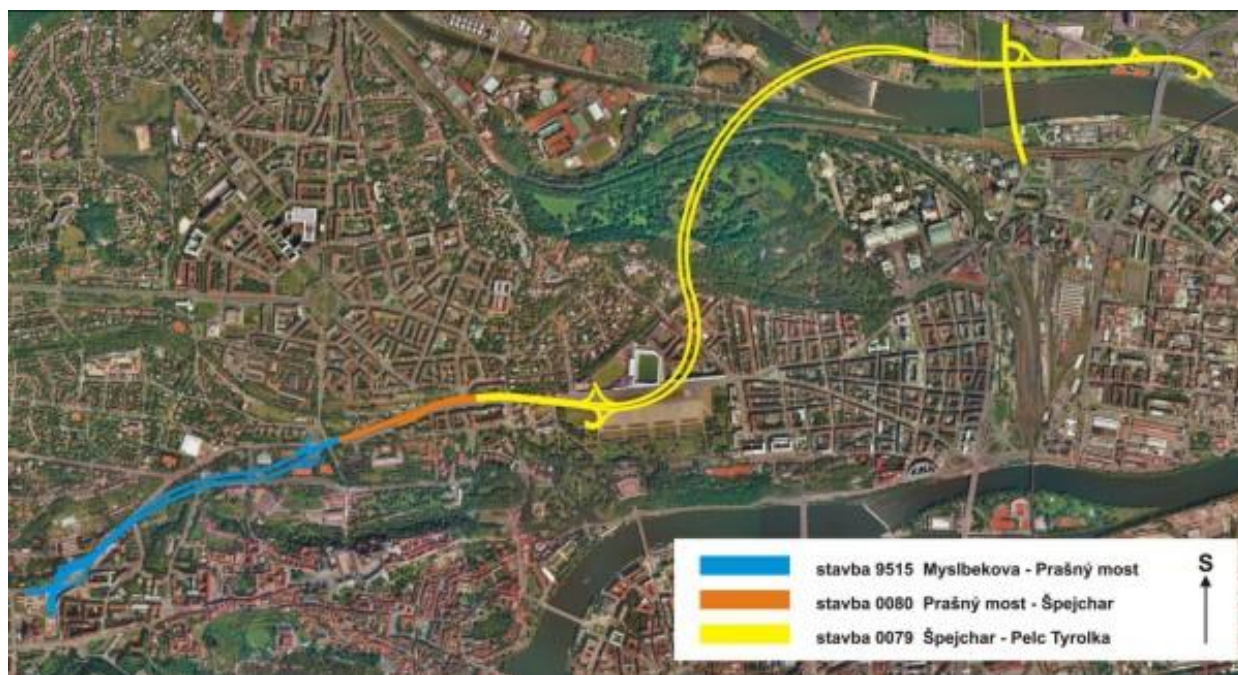 stavba 9515 Myslbekova - Prašný most
stavba 0080 Prašný most - Špejchar
stavba 0079 Špejchar - Pelc Tyrolka
S